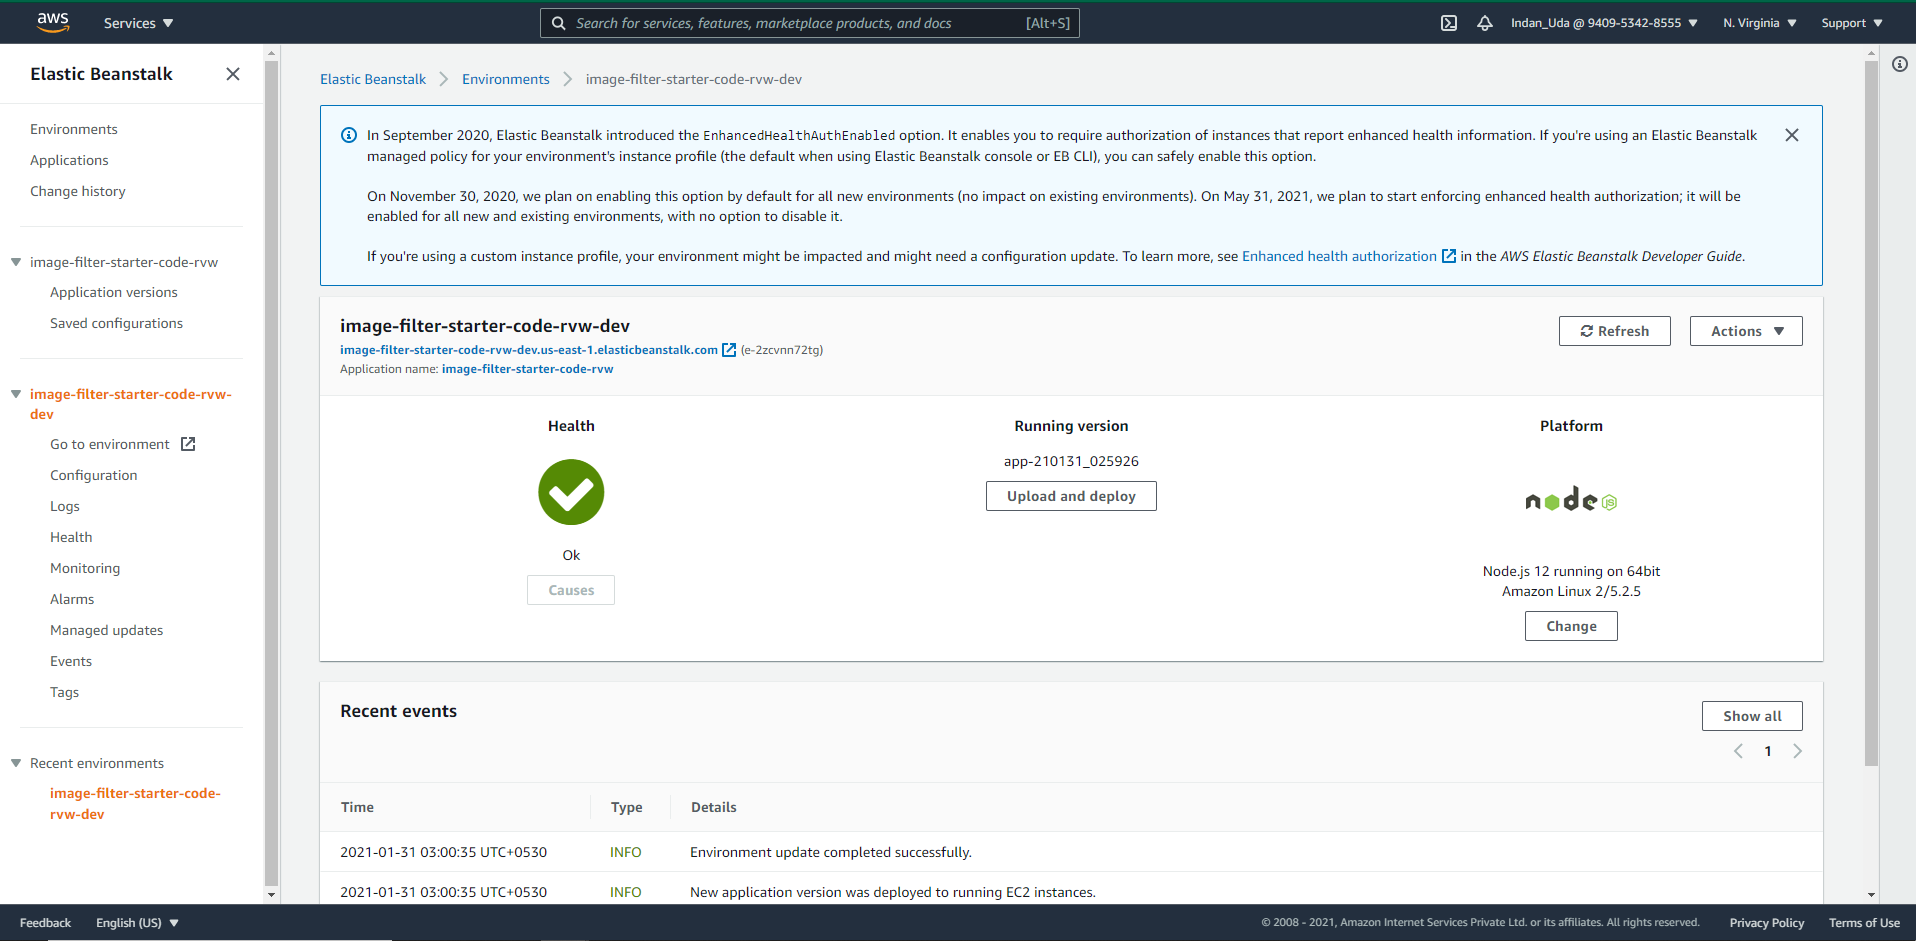 aws
Services
Search for services, features, marketplace products, and docs [Alt+S]
Indan_Uda @ 9409-5342-8555
N. Virginia
Support
Elastic Beanstalk
Environments
Applications
Change history
image-filter-starter-code-rvw
Application versions
Saved configurations
image-filter-starter-code-rvw-
dev
Go to environment
Configuration
Logs
Health
Monitoring
Alarms
Managed updates
Events
Tags
Recent environments
image-filter-starter-code-
rvw-dev
Elastic Beanstalk
Environments
image-filter-starter-code-rvw-dev
In September 2020, Elastic Beanstalk introduced the EnhancedHealthAuthEnabled option. It enables you to require authorization of instances that report enhanced health information. If you're using an Elastic Beanstalk
managed policy for your environment's instance profile (the default when using Elastic Beanstalk console or EB CLI), you can safely enable this option.
On November 30, 2020, we plan on enabling this option by default for all new environments (no impact on existing environments). On May 31, 2021, we plan to start enforcing enhanced health authorization; it will be
enabled for all new and existing environments, with no option to disable it.
If you're using a custom instance profile, your environment might be impacted and might need a configuration update. To learn more, see Enhanced health authorization in the AWS Elastic Beanstalk Developer Guide.
image-filter-starter-code-rvw-dev
image-filter-starter-code-rvw-dev.us-east-1.elasticbeanstalk.com (e-2zcvnn72tg)
Application name: image-filter-starter-code-rvw
Refresh
Actions
Health
Ok
Causes
Running version
app-210131_025926
Upload and deploy
Platform
node JS
Node.js 12 running on 64bit
Amazon Linux 2/5.2.5
Change
Recent events
Show all
1
Time Type Details
2021-01-31 03:00:35 UTC+0530 INFO Environment update completed successfully.
2021-01-31 03:00:35 UTC+0530 INFO New application version was deployed to running EC2 instances.
Feedback
English (US)
© 2008 - 2021, Amazon Internet Services Private Ltd. or its affiliates. All rights reserved.
Privacy Policy
Terms of Use